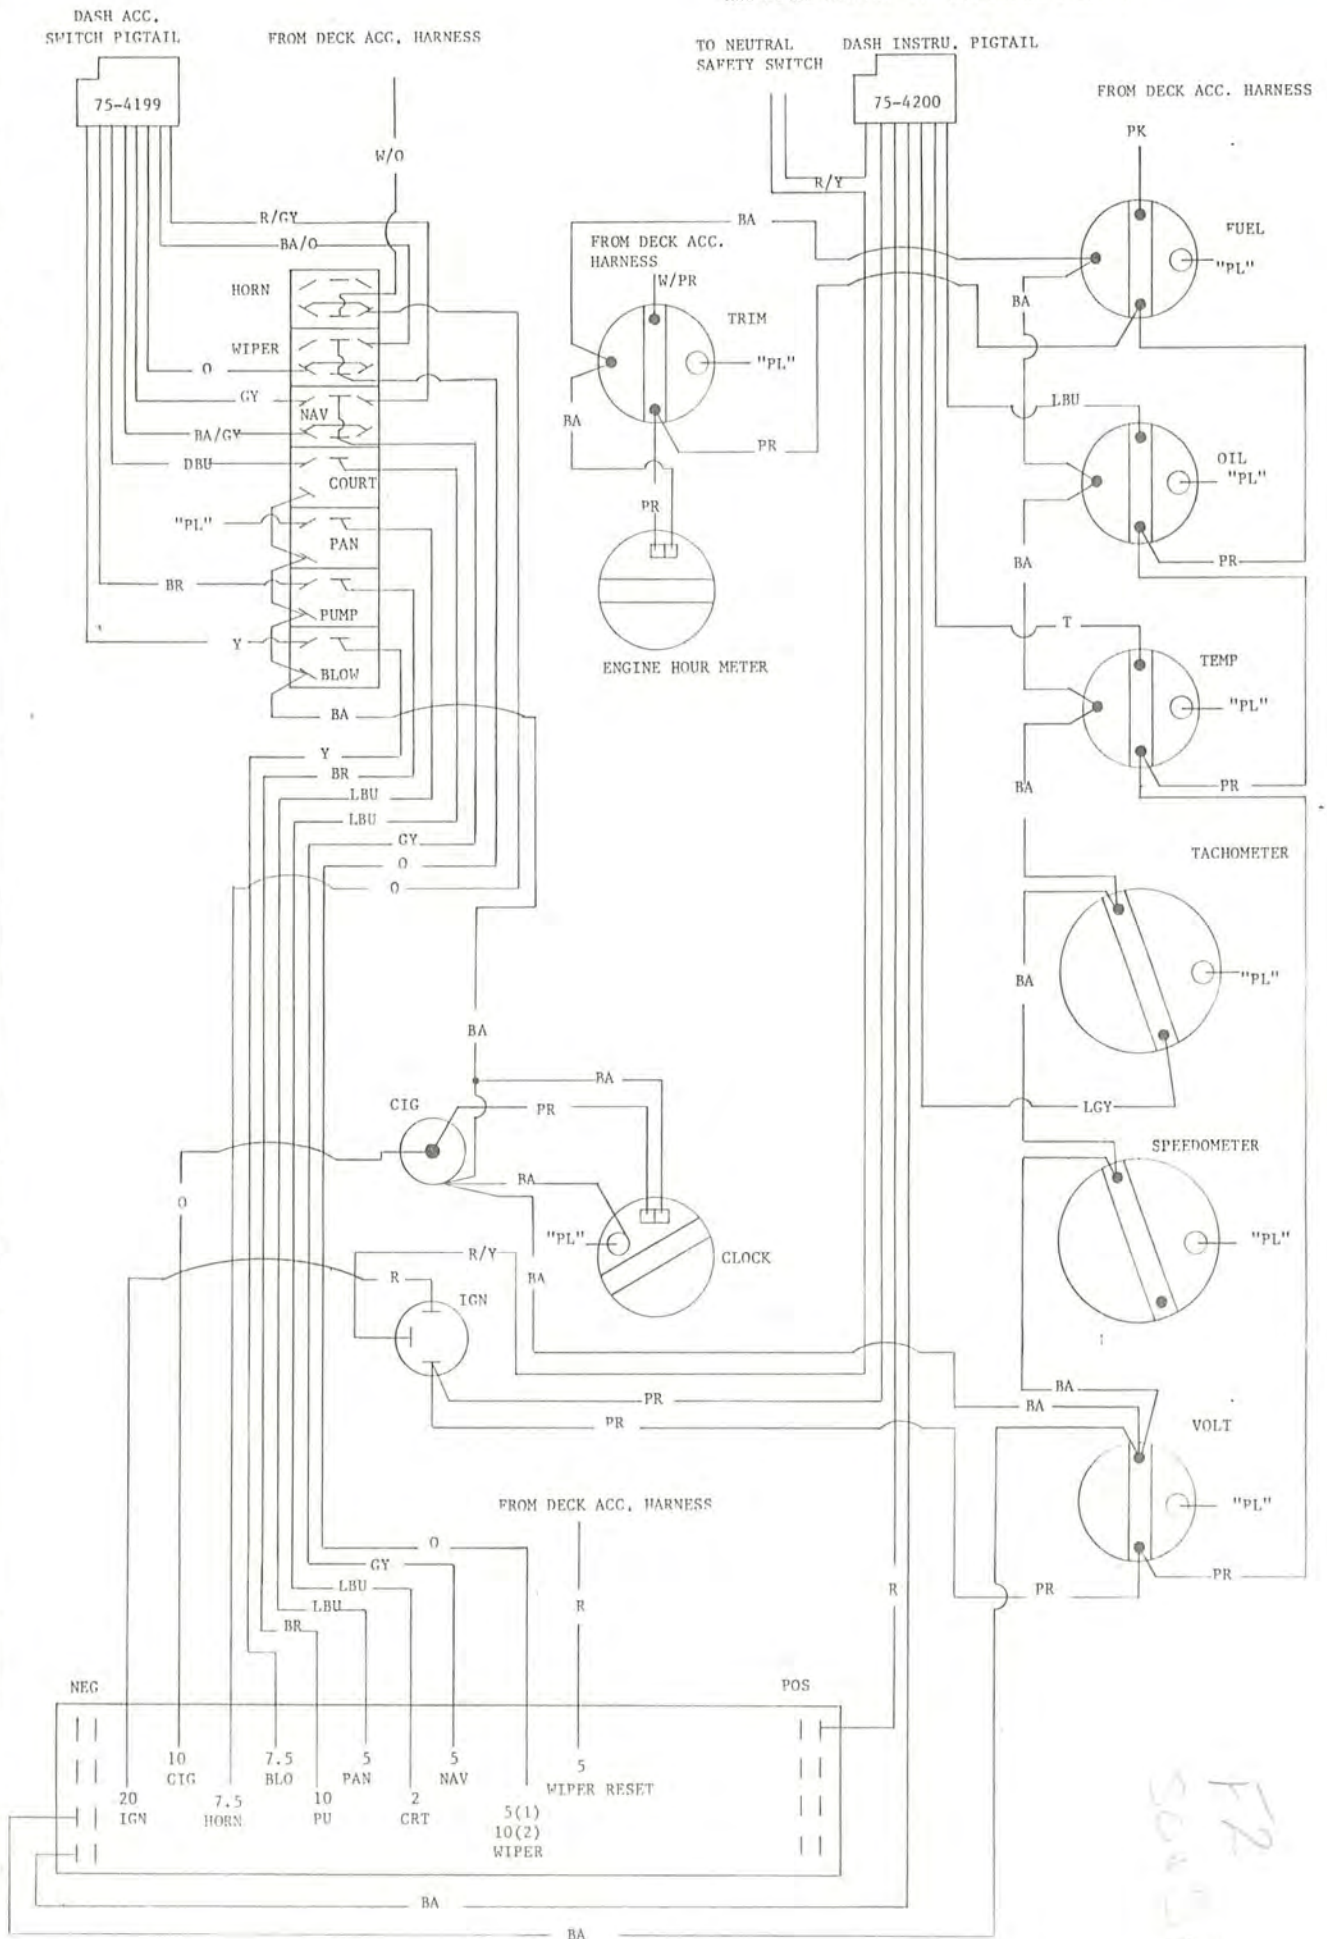 DASH ACC.
SWITCH PIGTAIL
FROM DECK ACC. HARNESS
TO NEUTRAL
SAFETY SWITCH
DASH INSTRU. PIGTAIL
FROM DECK ACC. HARNESS
75-4199
75-4200
PK
W/O
R/Y
R/GY
BA/O
BA
FROM DECK ACC.
HARNESS
W/PR
FUEL
"PL"
HORN
BA
TRIM
WIPER
"PL"
O
GY
NAV
BA
LBU
BA/GY
PR
DBU
COURT
OIL
"PL"
"PL"
PAN
PR
BA
PR
BR
PUMP
Y
T
BLOW
ENGINE HOUR METER
TEMP
"PL"
BA
Y
BR
BA
PR
LBU
LBU
GY
O
O
TACHOMETER
BA
"PL"
BA
BA
CIG
PR
LGY
SPEEDOMETER
O
BA
"PL"
R/Y
CLOCK
"PL"
R
BA
IGN
BA
PR
BA
PR
VOLT
FROM DECK ACC. HARNESS
"PL"
O
GY
LBU
LBU
BR
R
R
PR
PR
NEG
POS
10
CIG
7.5
BLO
5
PAN
5
NAV
5
WIPER RESET
20
IGN
7.5
HORN
10
PU
2
CRT
5(1)
10(2)
WIPER
BA
BA